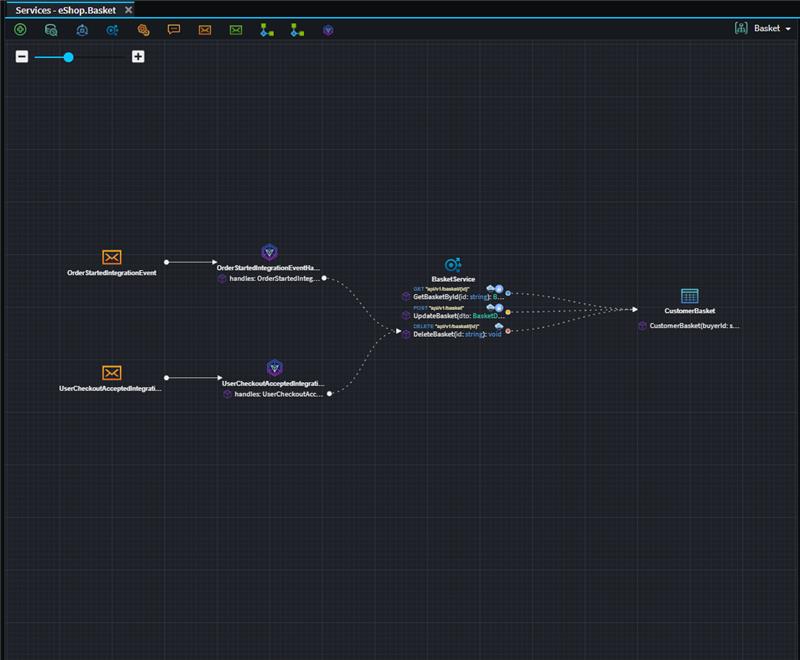 Services - eShop.Basket
Basket
OrderStartedIntegrationEvent
OrderStartedIntegrationEventHa...
handles: OrderStartedInteg...
UserCheckoutAcceptedIntegrati...
UserCheckoutAcceptedIntegrati...
handles: UserCheckoutAcc...
BasketService
GET "api/v1/basket/{id}"
GetBasketById(id: string): B...
POST "api/v1/basket"
UpdateBasket(dto: BasketD...
DELETE "api/v1/basket/{id}"
DeleteBasket(id: string): void
CustomerBasket
CustomerBasket(buyerId: s...